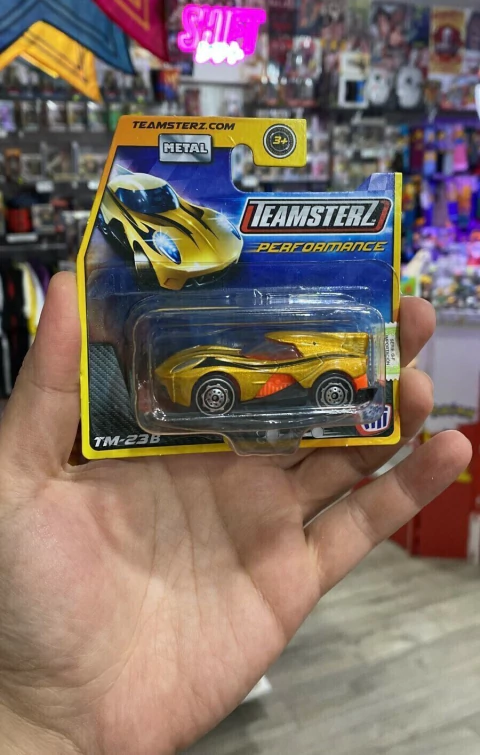 TEAMSTERZ.COM
METAL
3+
TEAMSTERZ
PERFORMANCE
TM-23B